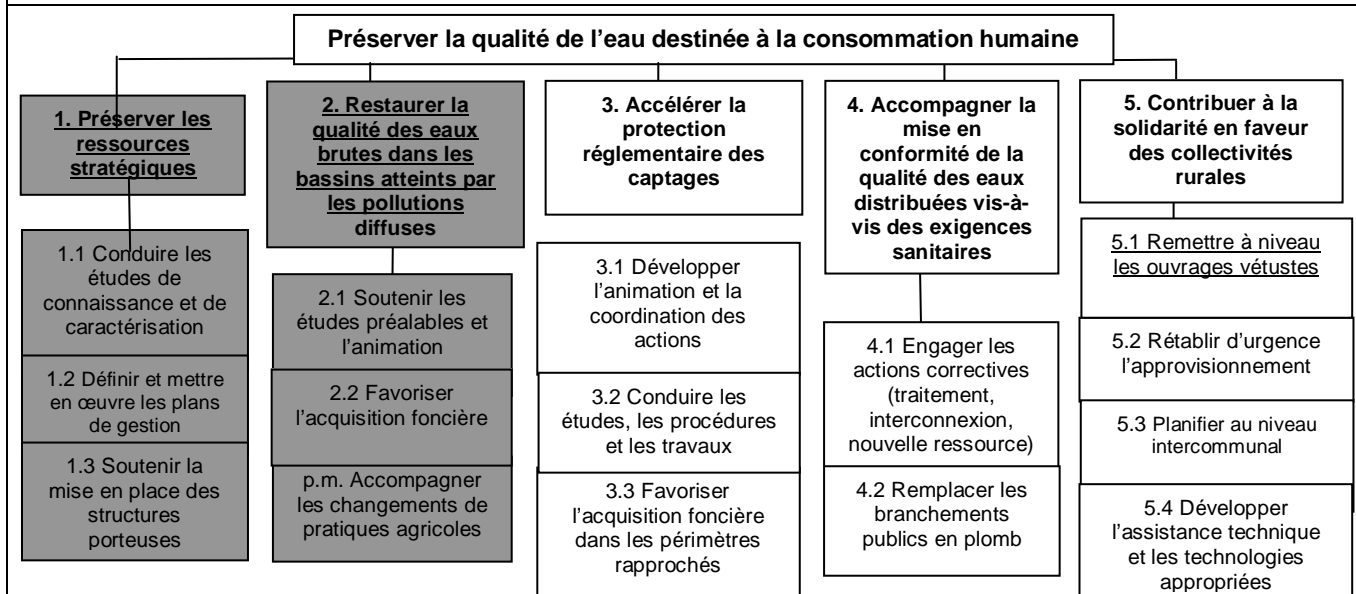 Préserver la qualité de l’eau destinée à la consommation humaine
1. Préserver les
ressources
stratégiques
1.1 Conduire les
études de
connaissance et de
caractérisation
1.2 Définir et mettre
en œuvre les plans
de gestion
1.3 Soutenir la
mise en place des
structures
porteuses
2. Restaurer la
qualité des eaux
brutes dans les
bassins atteints par
les pollutions
diffuses
2.1 Soutenir les
études préalables et
l’animation
2.2 Favoriser
l’acquisition foncière
p.m. Accompagner
les changements de
pratiques agricoles
3. Accélérer la
protection
réglementaire des
captages
3.1 Développer
l’animation et la
coordination des
actions
3.2 Conduire les
études, les procédures
et les travaux
3.3 Favoriser
l’acquisition foncière
dans les périmètres
rapprochés
4. Accompagner la
mise en
conformité de la
qualité des eaux
distribuées vis-à-
vis des exigences
sanitaires
4.1 Engager les
actions correctives
(traitement,
interconnexion,
nouvelle ressource)
4.2 Remplacer les
branchements
publics en plomb
5. Contribuer à la
solidarité en faveur
des collectivités
rurales
5.1 Remettre à niveau
les ouvrages vétustes
5.2 Rétablir d’urgence
l’approvisionnement
5.3 Planifier au niveau
intercommunal
5.4 Développer
l’assistance technique
et les technologies
appropriées